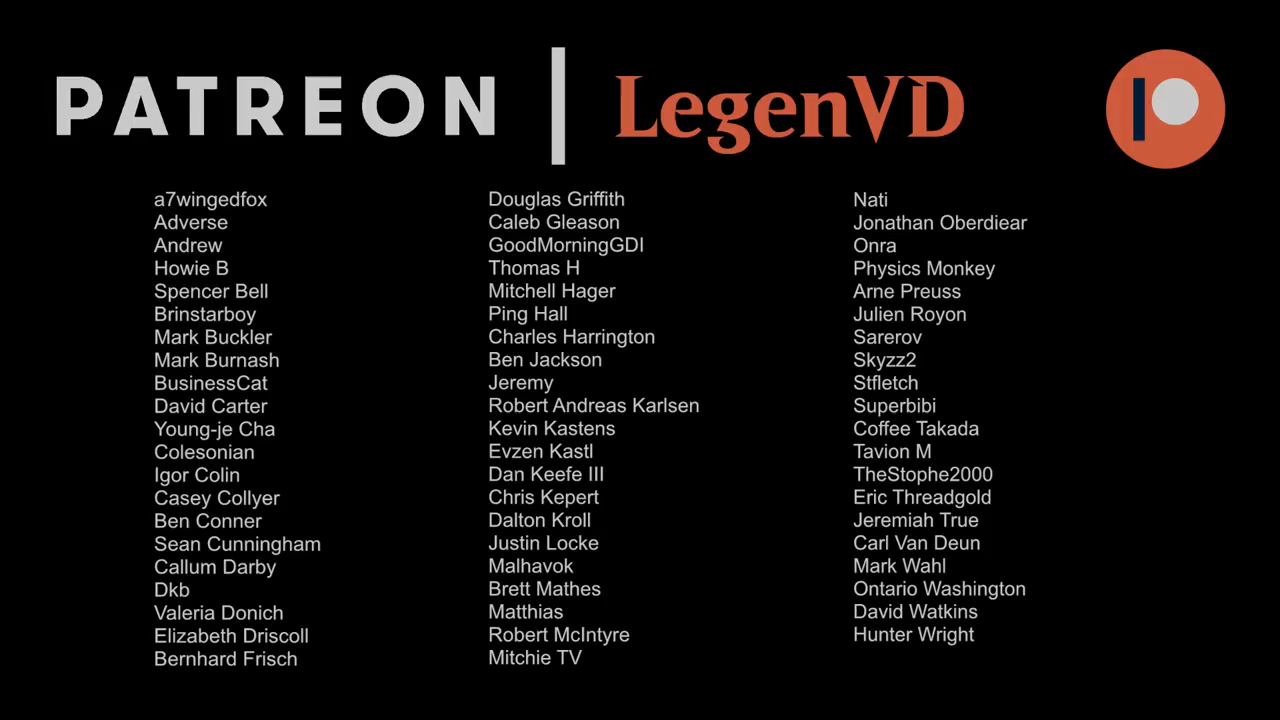 PATREON | LegenVD
a7wingedfox
Adverse
Andrew
Howie B
Spencer Bell
Brinstarboy
Mark Buckler
Mark Burnash
BusinessCat
David Carter
Young-je Cha
Colesonian
Igor Colin
Casey Collyer
Ben Conner
Sean Cunningham
Callum Darby
Dkb
Valeria Donich
Elizabeth Driscoll
Bernhard Frisch
Douglas Griffith
Caleb Gleason
GoodMorningGDI
Thomas H
Mitchell Hager
Ping Hall
Charles Harrington
Ben Jackson
Jeremy
Robert Andreas Karlsen
Kevin Kastens
Evzen Kastl
Dan Keefe III
Chris Kepert
Dalton Kroll
Justin Locke
Malhavok
Brett Mathes
Matthias
Robert McIntyre
Mitchie TV
Nati
Jonathan Oberdiear
Onra
Physics Monkey
Arne Preuss
Julien Royon
Sarerov
Skyzz2
Stfletch
Superbibi
Coffee Takada
Tavion M
TheStophe2000
Eric Threadgold
Jeremiah True
Carl Van Deun
Mark Wahl
Ontario Washington
David Watkins
Hunter Wright